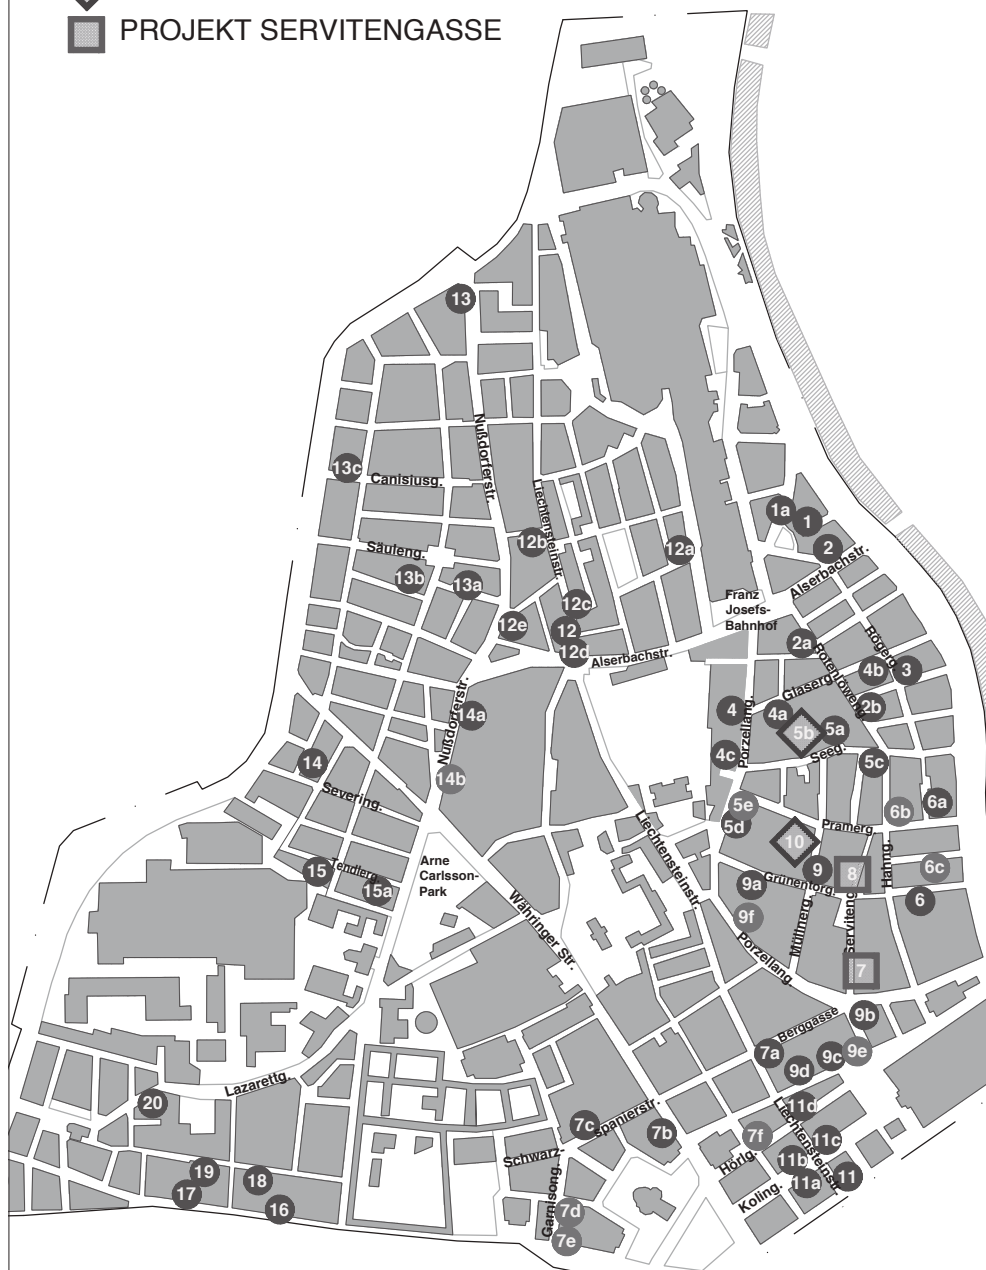 PROJEKT SERVITENGASSE
13
Nußdorferstr.
13c
Canisiusg.
Liechtensteinstr.
1a
1
12b
12a
2
Säuleng.
Alserbachstr.
13b
13a
12c
Franz
Josefs-
Bahnhof
12e
12
Rögerg.
2a
12d
Alserbachstr.
Rotenlöweng.
4b
3
Glaserg.
Nußdorferstr.
14a
4
Porzellang.
4a
2b
5b
5a
4c
Seeg.
14
5c
14b
Severing.
5e
6b
6a
5d
Pramerg.
Liechtensteinstr.
10
Hahng.
Arne
Carlsson-
Park
15
Tendlerg.
9
8
6c
15a
9a
Grünentorg.
6
Währinger Str.
9f
Müllnerg.
Serviteng.
Porzellang.
7
9b
Berggasse
7a
9c
9e
9d
Lazarettg.
20
11d
spanierstr.
7c
7b
Liechtensteinstr.
7f
11c
Schwarz-
Hörlg.
11b
19
18
11a
11
17
Koling.
16
Garnisong.
7d
7e